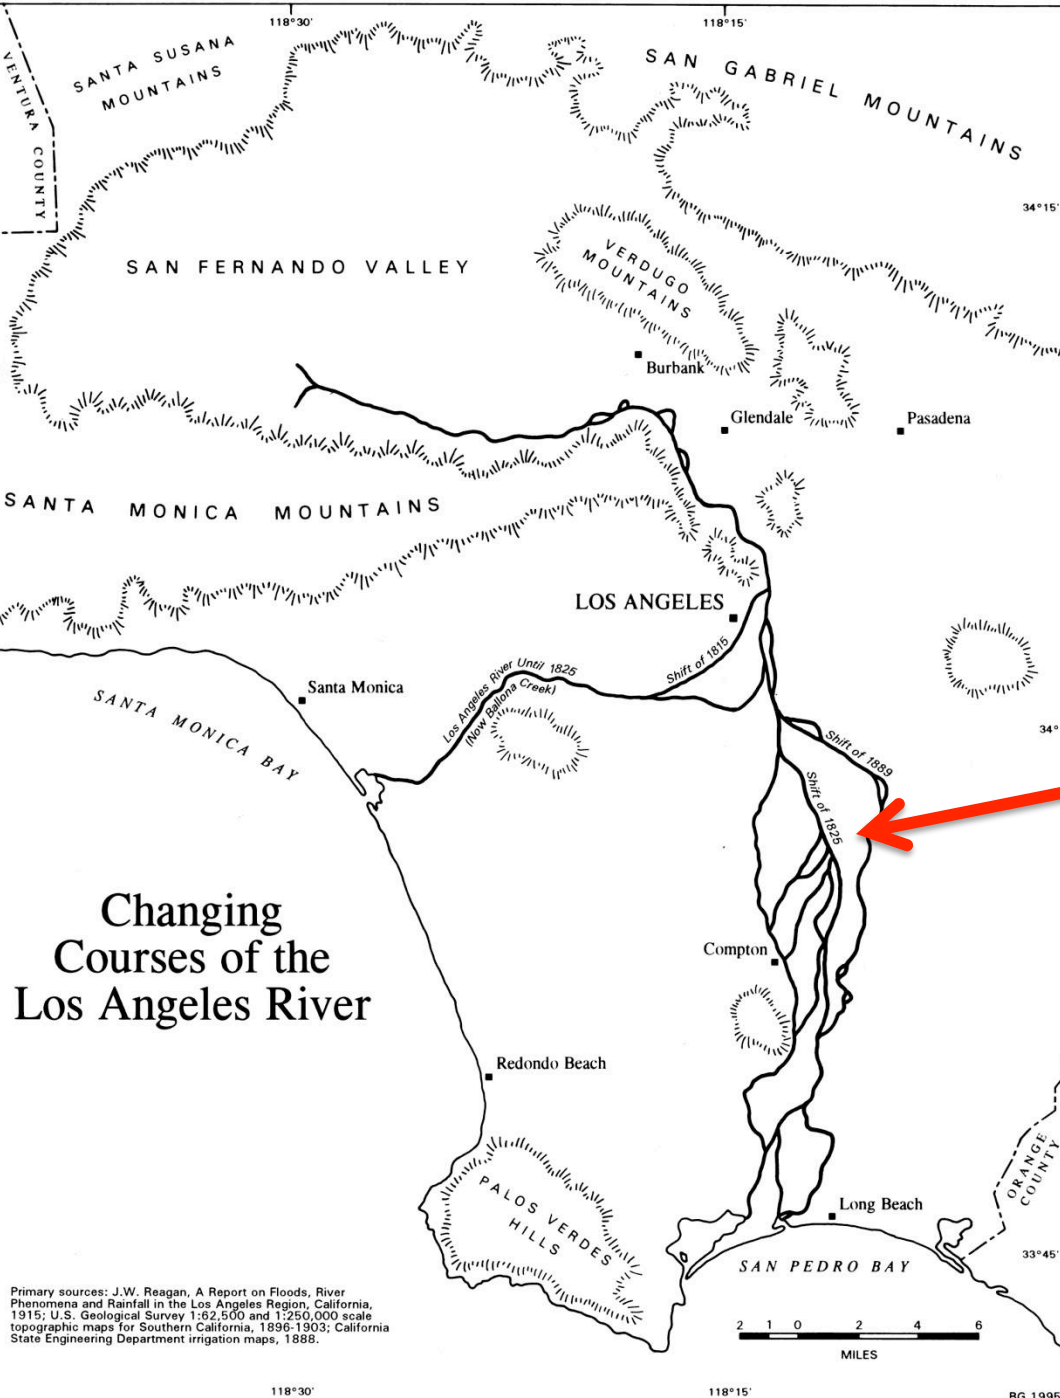 118°30'
118°15'
VENTURA COUNTY
SANTA SUSANA
MOUNTAINS
SAN GABRIEL MOUNTAINS
34°15'
SAN FERNANDO VALLEY
VERDUGO
MOUNTAINS
Burbank
Glendale
Pasadena
SANTA MONICA MOUNTAINS
LOS ANGELES
Shift of 1815
Santa Monica
Los Angeles River Until 1825
(Now Ballona Creek)
SANTA MONICA BAY
34°
Shift of 1889
Shift of 1825
Changing
Courses of the
Los Angeles River
Compton
Redondo Beach
PALOS VERDES
HILLS
Long Beach
ORANGE
COUNTY
33°45'
SAN PEDRO BAY
Primary sources: J.W. Reagan, A Report on Floods, River
Phenomena and Rainfall in the Los Angeles Region, California,
1915; U.S. Geological Survey 1:62,500 and 1:250,000 scale
topographic maps for Southern California, 1896-1903; California
State Engineering Department irrigation maps, 1888.
2 1 0 2 4 6
MILES
118°30'
118°15'
BG 1995